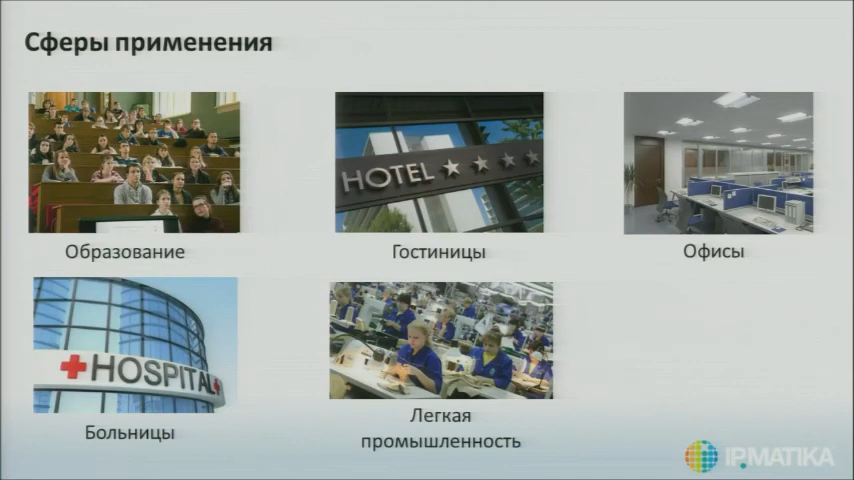 Сферы применения
HOTEL ★ ★ ★ ★
Образование
Гостиницы
Офисы
HOSPITAL
Больницы
Легкая
промышленность
IPMATIKA